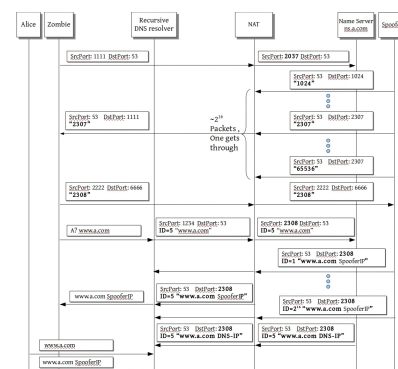 Alice
Zombie
Recursive
DNS resolver
NAT
Name Server
ns.a.com
Spoofe
SrcPort: 1111 DstPort: 53
SrcPort: 2037 DstPort: 53
SrcPort: 53 DstPort: 1024
"1024"
SrcPort: 53 DstPort: 1111
"2307"
~2¹⁶
Packets,
One gets
through
SrcPort: 53 DstPort: 2307
"2307"
SrcPort: 53 DstPort: 2307
"65536"
SrcPort: 2222 DstPort: 6666
"2308"
SrcPort: 2222 DstPort: 6666
"2308"
A? www.a.com
SrcPort: 1234 DstPort: 53
ID=5 "www.a.com"
SrcPort: 2308 DstPort: 53
ID=5 "www.a.com"
SrcPort: 53 DstPort: 2308
ID=1 "www.a.com SpooferIP"
www.a.com SpooferIP
SrcPort: 53 DstPort: 2308
ID=5 "www.a.com SpooferIP"
SrcPort: 53 DstPort: 2308
ID=2¹⁶ "www.a.com SpooferIP"
SrcPort: 53 DstPort: 2308
ID=5 "www.a.com DNS-IP"
SrcPort: 53 DstPort: 2308
ID=5 "www.a.com DNS-IP"
www.a.com
www.a.com SpooferIP